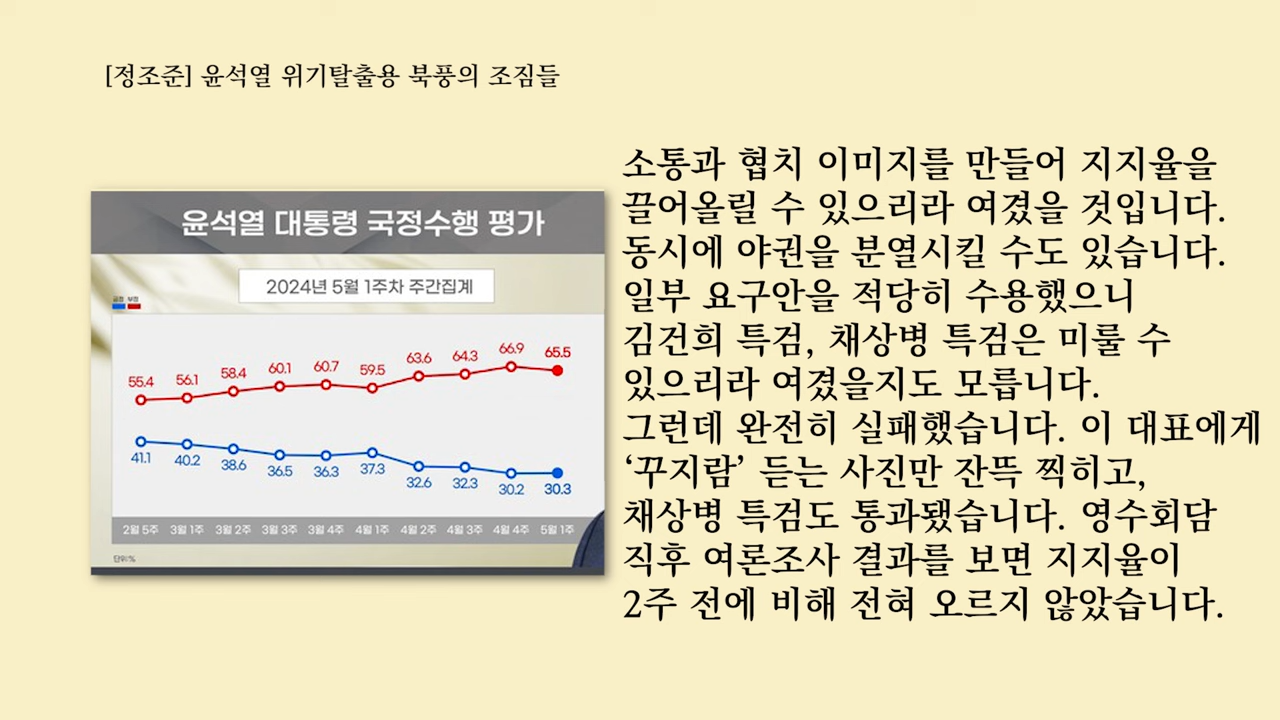 [정조준] 윤석열 위기탈출용 북풍의 조짐들
윤석열 대통령 국정수행 평가
2024년 5월 1주차 주간집계
긍정 부정
55.4 56.1 58.4 60.1 60.7 59.5 63.6 64.3 66.9 65.5
41.1 40.2 38.6 36.5 36.3 37.3 32.6 32.3 30.2 30.3
2월 5주 3월 1주 3월 2주 3월 3주 3월 4주 4월 1주 4월 2주 4월 3주 4월 4주 5월 1주
단위%
소통과 협치 이미지를 만들어 지지율을
끌어올릴 수 있으리라 여겼을 것입니다.
동시에 야권을 분열시킬 수도 있습니다.
일부 요구안을 적당히 수용했으니
김건희 특검, 채상병 특검은 미룰 수
있으리라 여겼을지도 모릅니다.
그런데 완전히 실패했습니다. 이 대표에게
‘꾸지람’ 듣는 사진만 잔뜩 찍히고,
채상병 특검도 통과됐습니다. 영수회담
직후 여론조사 결과를 보면 지지율이
2주 전에 비해 전혀 오르지 않았습니다.